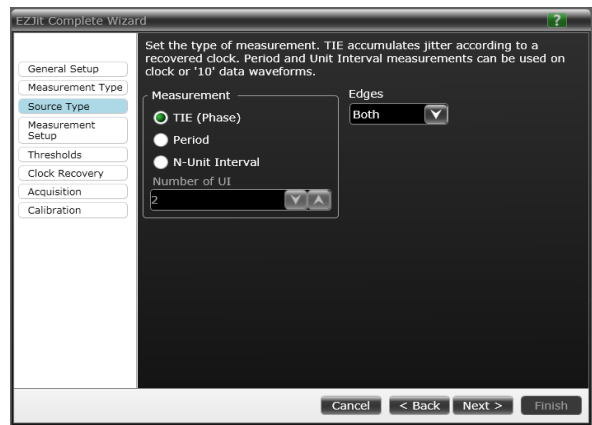 EZJit Complete Wizard
?
General Setup
Measurement Type
Source Type
Measurement
Setup
Thresholds
Clock Recovery
Acquisition
Calibration
Set the type of measurement. TIE accumulates jitter according to a
recovered clock. Period and Unit Interval measurements can be used on
clock or '10' data waveforms.
Measurement
TIE (Phase)
Period
N-Unit Interval
Number of UI
2
Edges
Both
Cancel
< Back
Next >
Finish